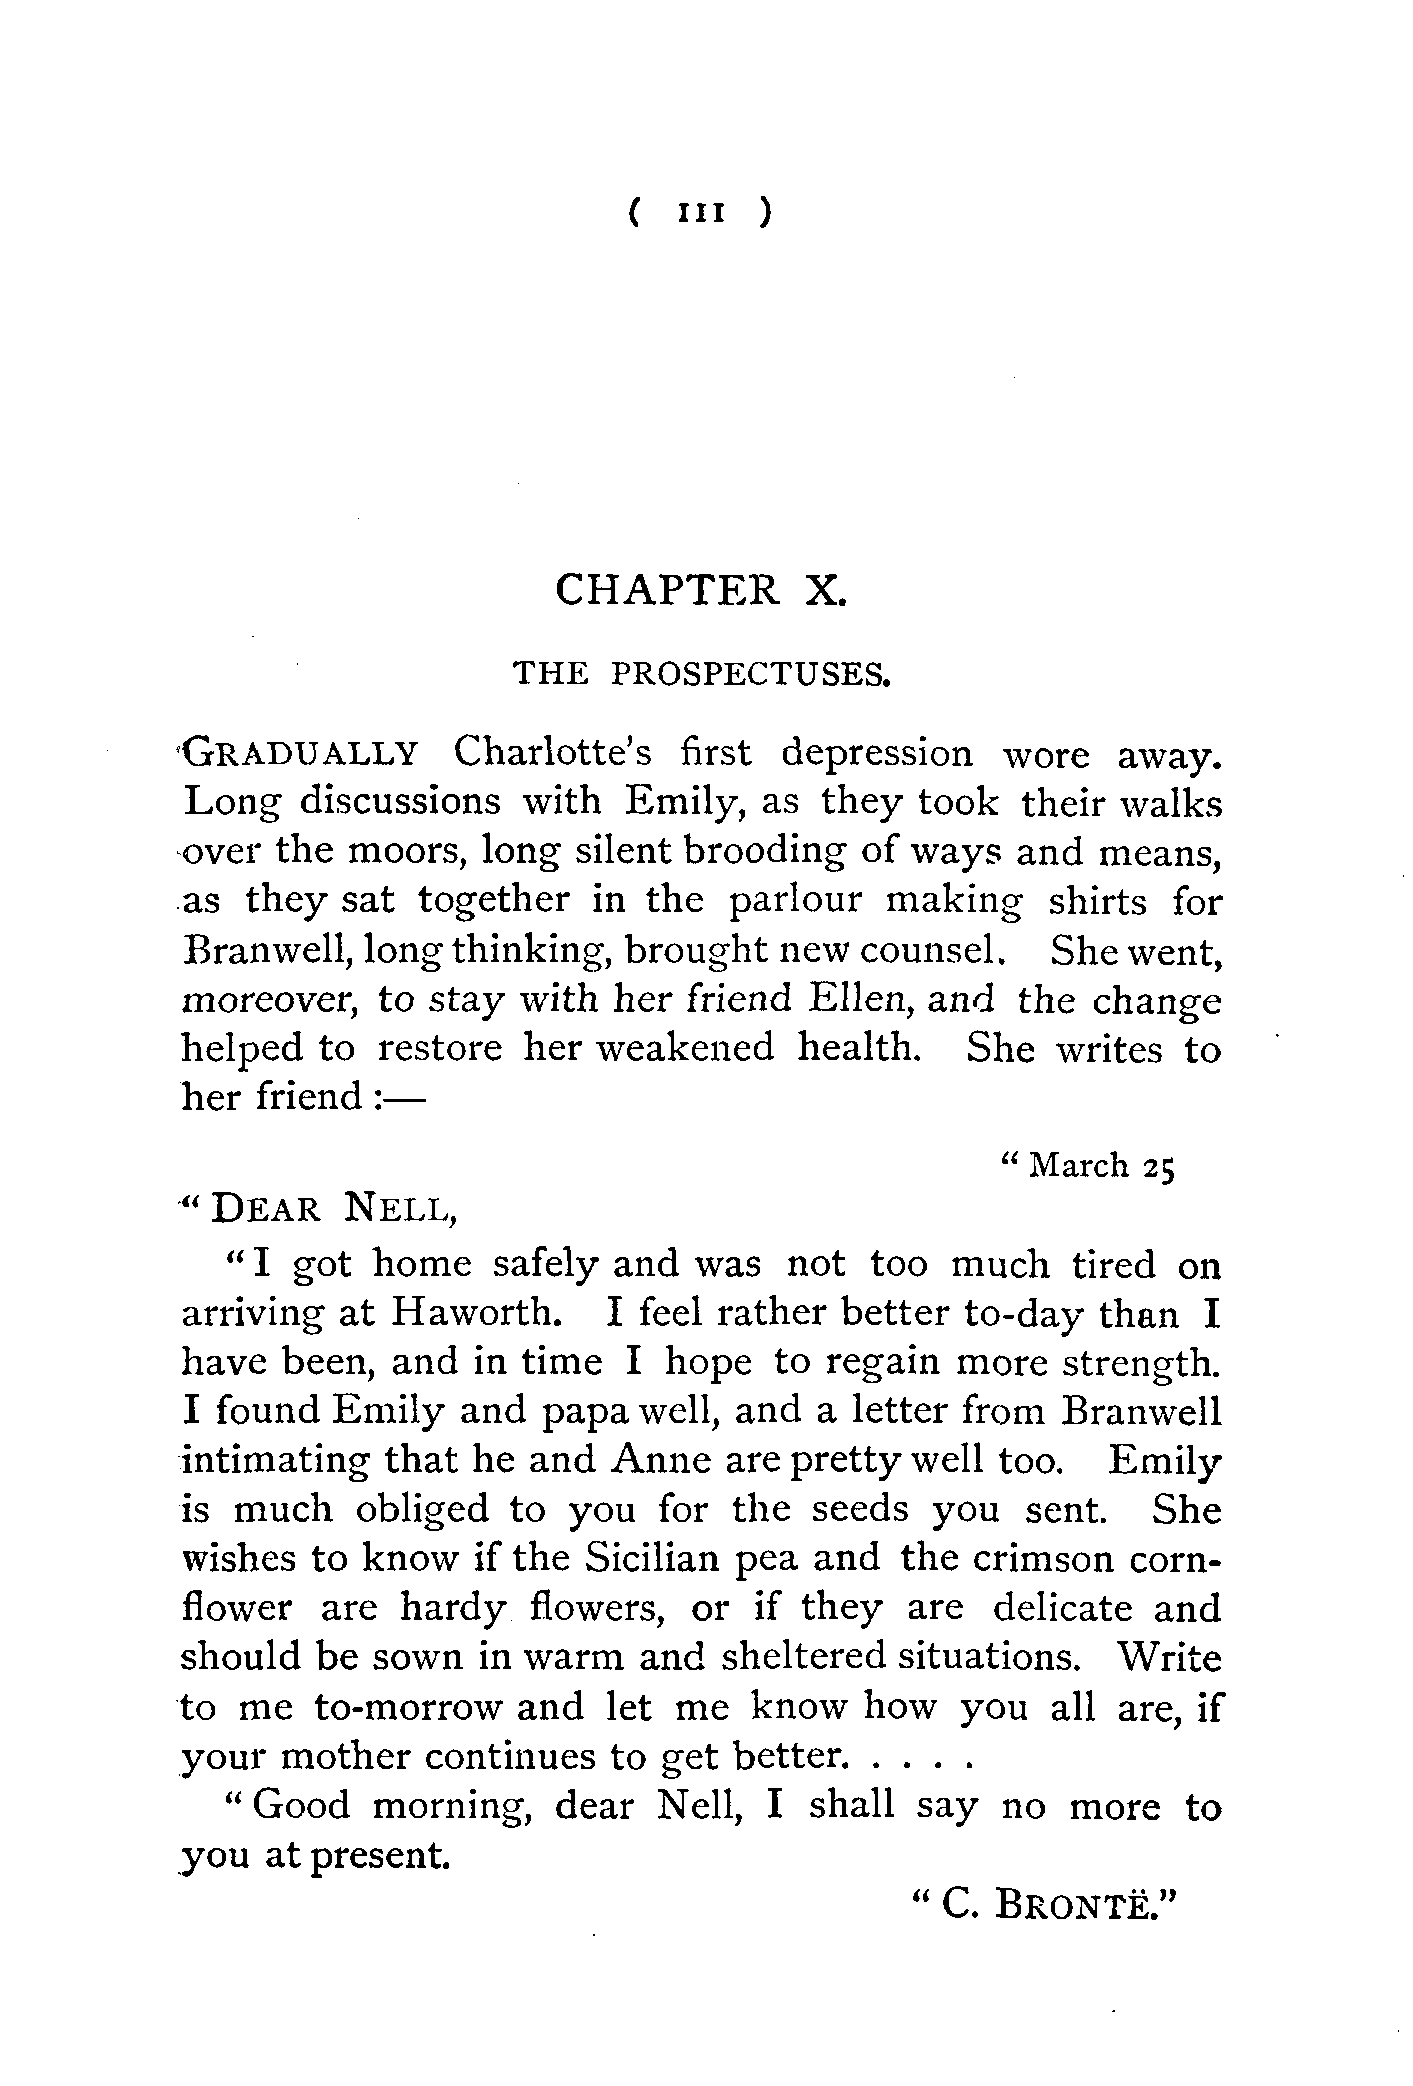 ( 111 )
CHAPTER X.
THE PROSPECTUSES.
GRADUALLY Charlotte's first depression wore away.
Long discussions with Emily, as they took their walks
over the moors, long silent brooding of ways and means,
as they sat together in the parlour making shirts for
Branwell, long thinking, brought new counsel. She went,
moreover, to stay with her friend Ellen, and the change
helped to restore her weakened health. She writes to
her friend :—
" March 25
" DEAR NELL,
" I got home safely and was not too much tired on
arriving at Haworth. I feel rather better to-day than I
have been, and in time I hope to regain more strength.
I found Emily and papa well, and a letter from Branwell
intimating that he and Anne are pretty well too. Emily
is much obliged to you for the seeds you sent. She
wishes to know if the Sicilian pea and the crimson corn-
flower are hardy flowers, or if they are delicate and
should be sown in warm and sheltered situations. Write
to me to-morrow and let me know how you all are, if
your mother continues to get better. . . . .
" Good morning, dear Nell, I shall say no more to
you at present.
" C. BRONTË."